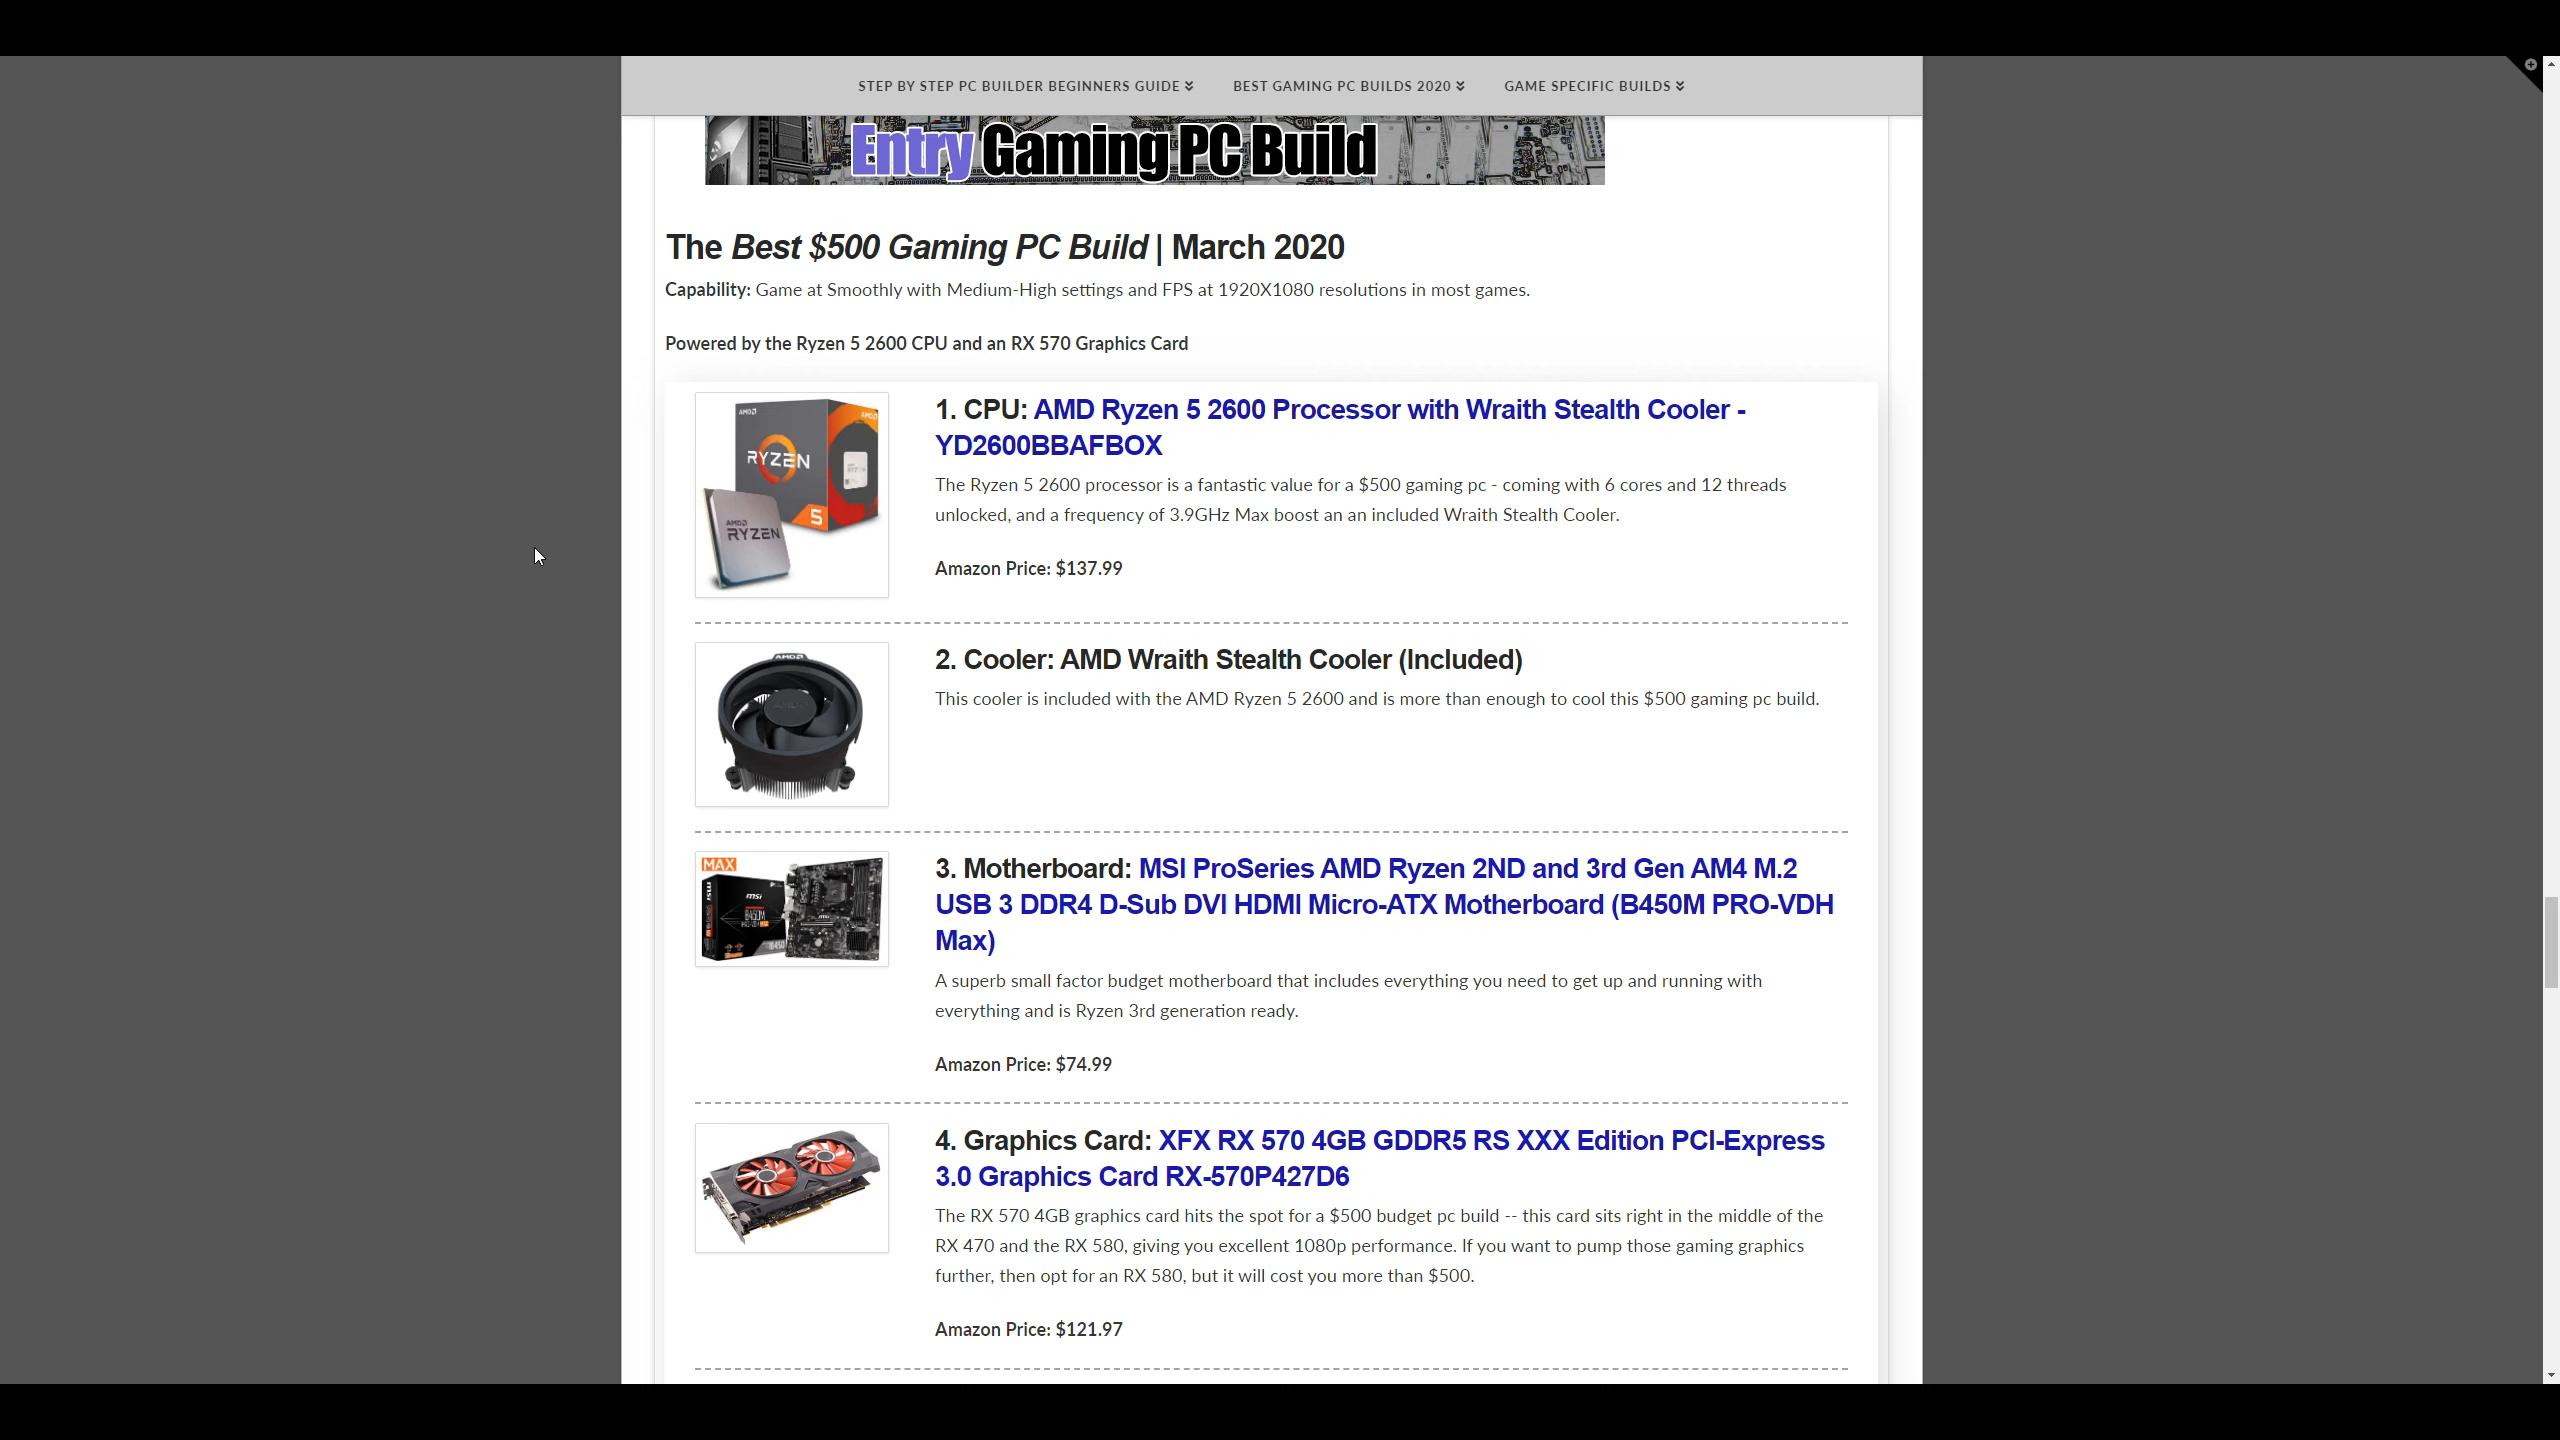 STEP BY STEP PC BUILDER BEGINNERS GUIDE BEST GAMING PC BUILDS 2020 GAME SPECIFIC BUILDS
Entry Gaming PC Build
The Best $500 Gaming PC Build | March 2020
Capability: Game at Smoothly with Medium-High settings and FPS at 1920X1080 resolutions in most games.
Powered by the Ryzen 5 2600 CPU and an RX 570 Graphics Card
AMD
AMD
RYZEN
5
AMD
RYZEN
1. CPU: AMD Ryzen 5 2600 Processor with Wraith Stealth Cooler -
YD2600BBAFBOX
The Ryzen 5 2600 processor is a fantastic value for a $500 gaming pc - coming with 6 cores and 12 threads
unlocked, and a frequency of 3.9GHz Max boost an an included Wraith Stealth Cooler.
Amazon Price: $137.99
AMD
AMD
2. Cooler: AMD Wraith Stealth Cooler (Included)
This cooler is included with the AMD Ryzen 5 2600 and is more than enough to cool this $500 gaming pc build.
MAX
msi
B450M
3. Motherboard: MSI ProSeries AMD Ryzen 2ND and 3rd Gen AM4 M.2
USB 3 DDR4 D-Sub DVI HDMI Micro-ATX Motherboard (B450M PRO-VDH
Max)
A superb small factor budget motherboard that includes everything you need to get up and running with
everything and is Ryzen 3rd generation ready.
Amazon Price: $74.99
4. Graphics Card: XFX RX 570 4GB GDDR5 RS XXX Edition PCI-Express
3.0 Graphics Card RX-570P427D6
The RX 570 4GB graphics card hits the spot for a $500 budget pc build -- this card sits right in the middle of the
RX 470 and the RX 580, giving you excellent 1080p performance. If you want to pump those gaming graphics
further, then opt for an RX 580, but it will cost you more than $500.
Amazon Price: $121.97